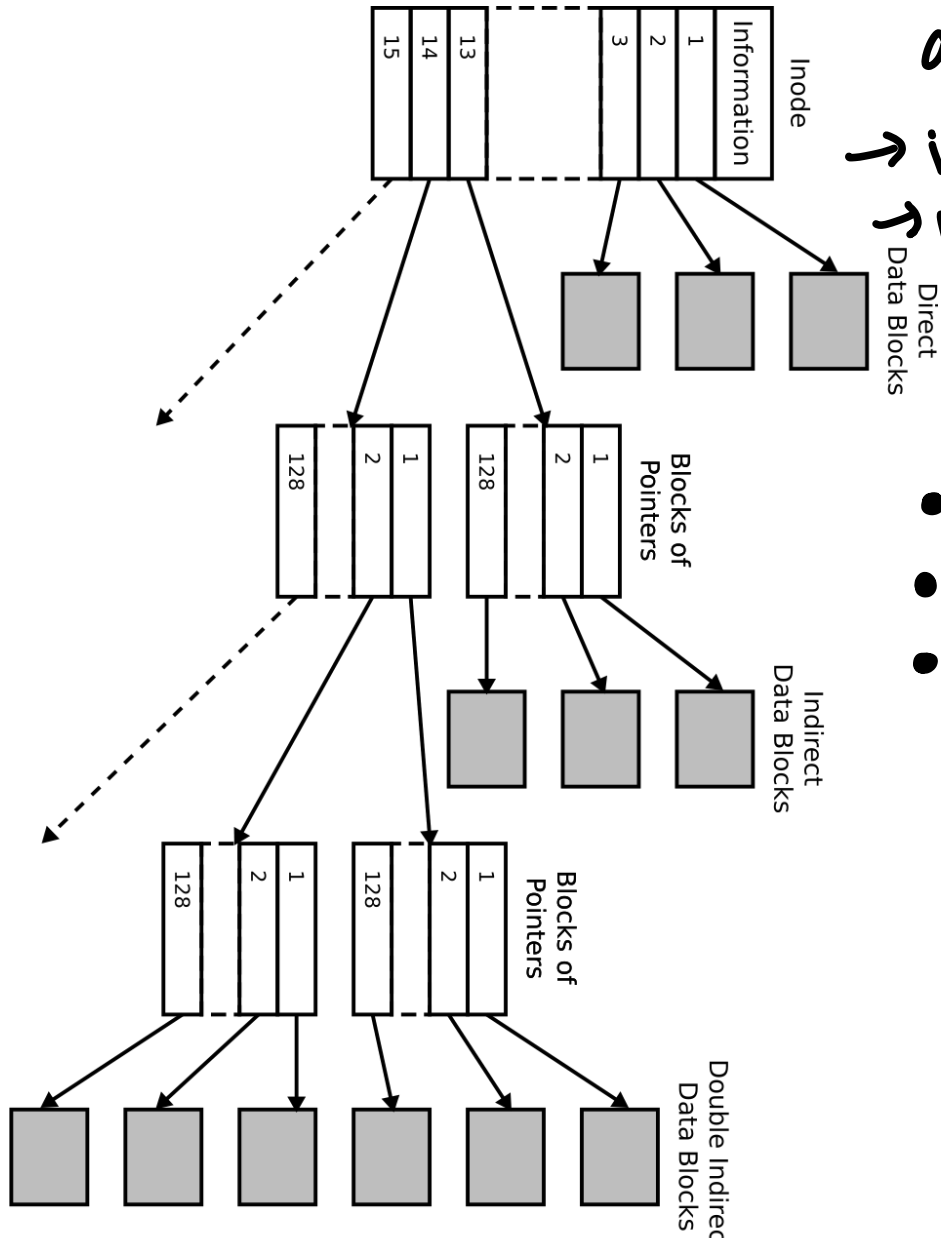 Inode
Information
1
2
3
13
14
15
Direct
Data Blocks
Blocks of
Pointers
1
2
128
1
2
128
Indirect
Data Blocks
Blocks of
Pointers
1
2
128
1
2
128
Double Indirec
Data Blocks